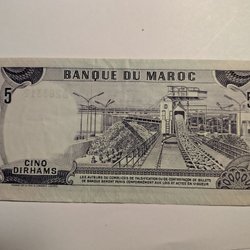 BANQUE DU MAROC
5
5
CINQ
DIRHAMS
LES AUTEURS OU COMPLICES DE FALSIFICATION OU DE CONTREFAÇON DE BILLETS
DE BANQUE SERONT PUNIS CONFORMÉMENT AUX LOIS ET ACTES EN VIGUEUR